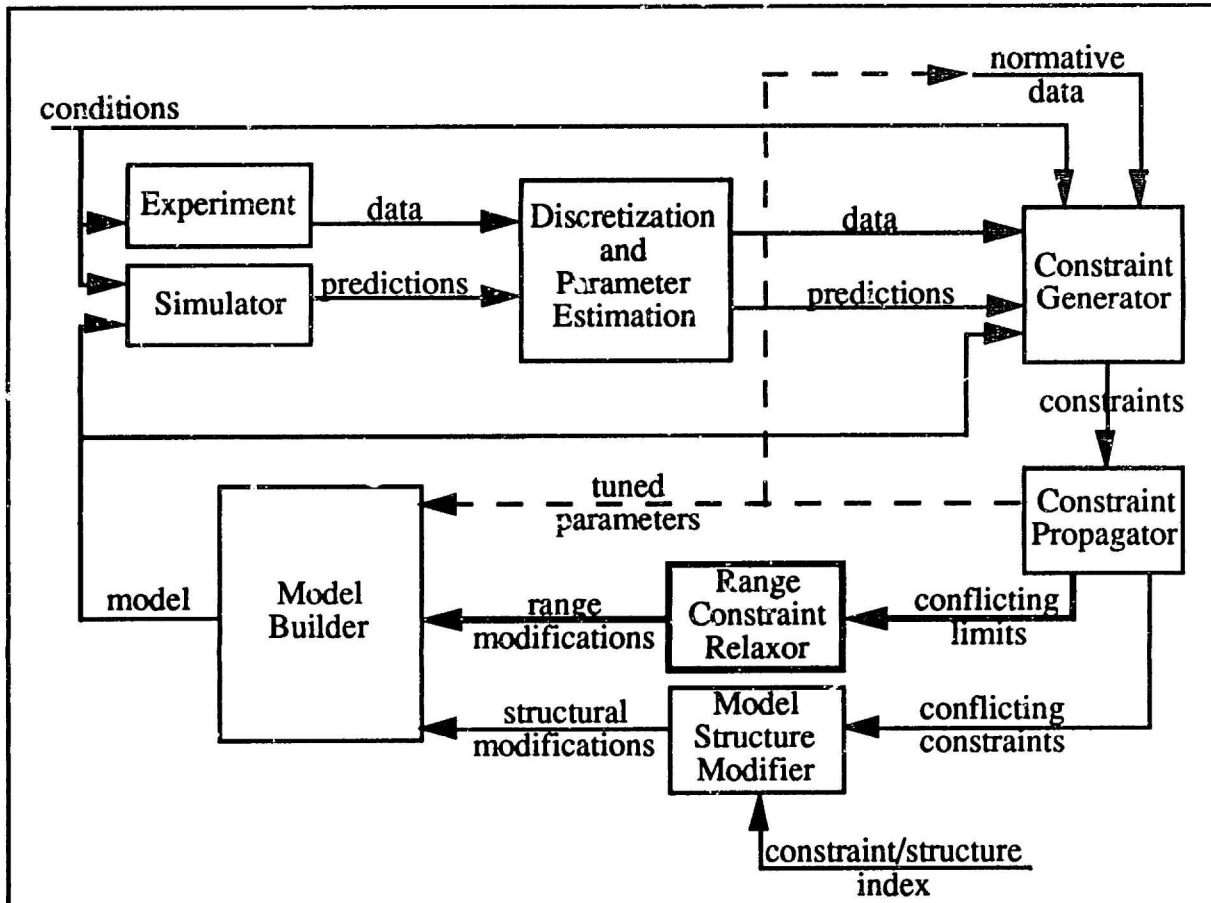 normative
data
conditions
Experiment
data
Discretization
and
Parameter
Estimation
data
Constraint
Generator
Simulator
predictions
predictions
constraints
tuned
parameters
Constraint
Propagator
model
Model
Builder
range
modifications
Range
Constraint
Relaxor
conflicting
limits
structural
modifications
Model
Structure
Modifier
conflicting
constraints
constraint/structure
index